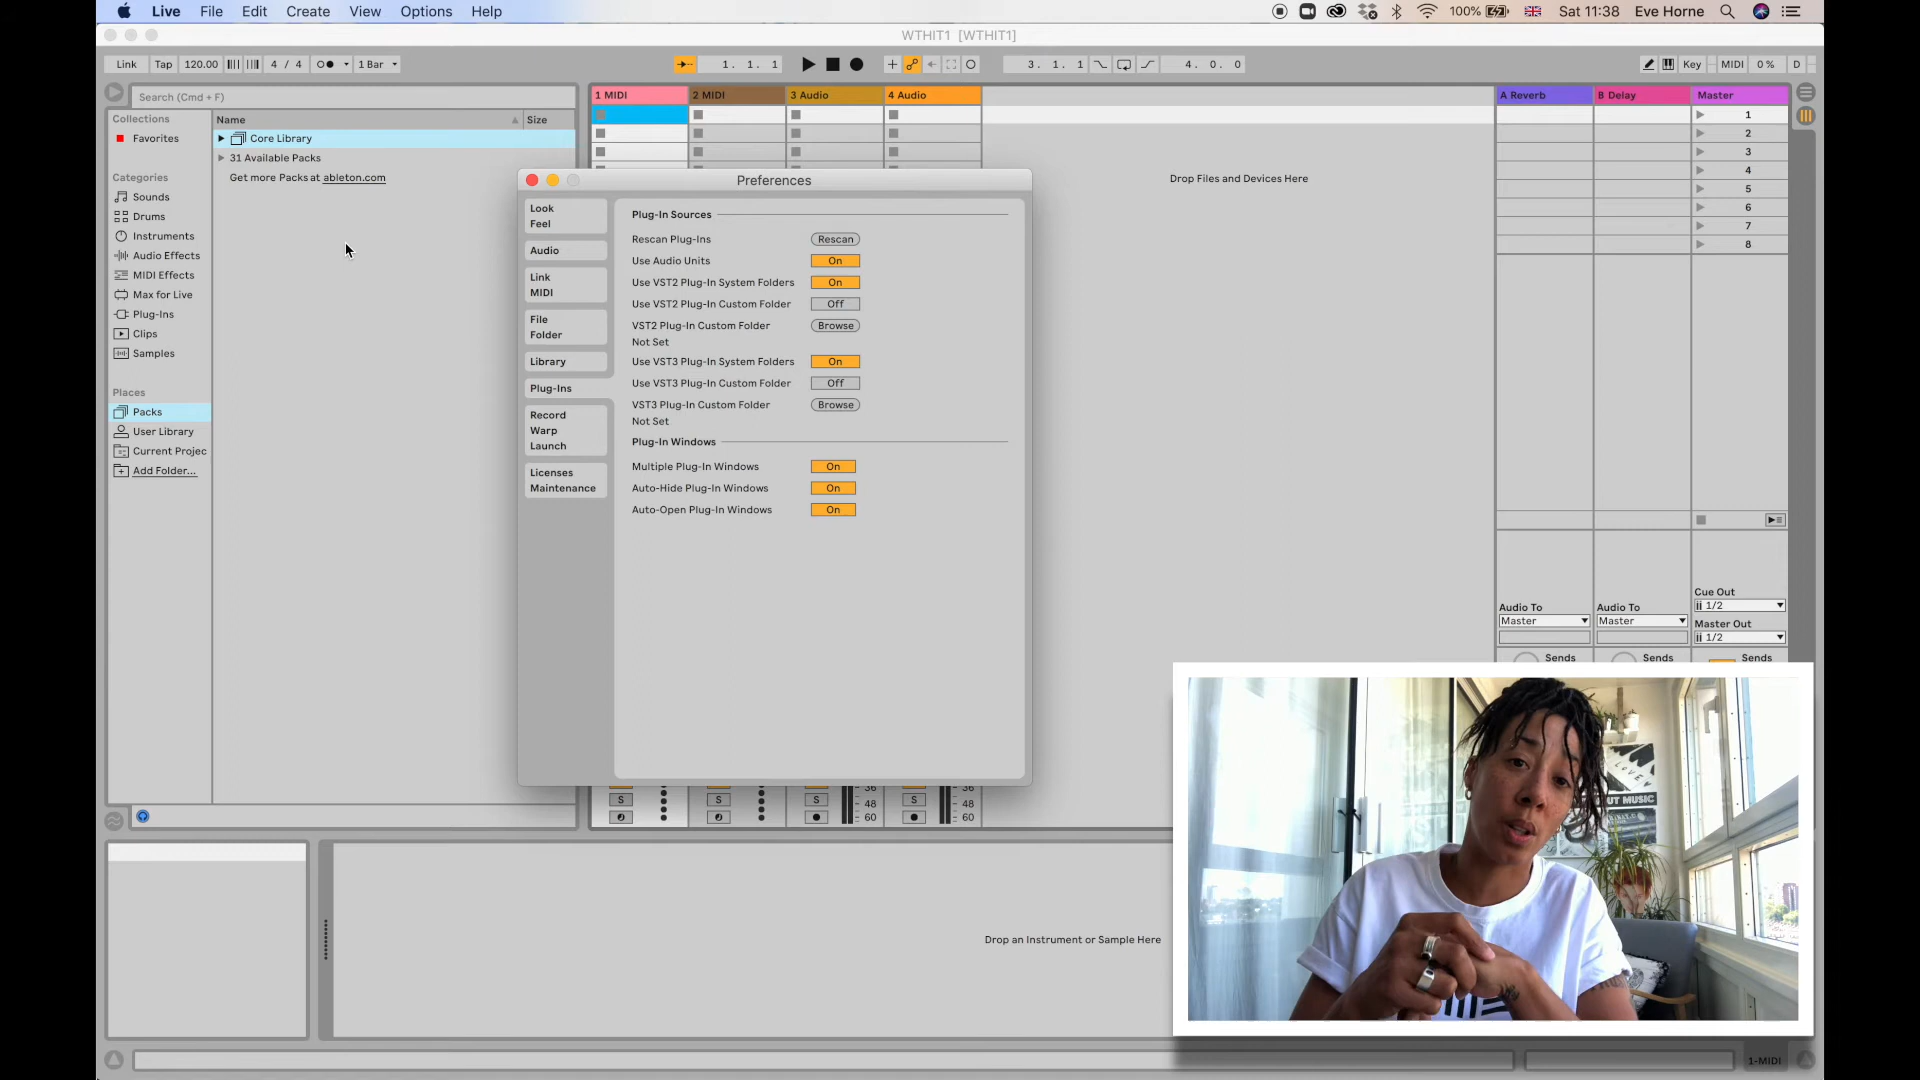 Live File Edit Create View Options Help 100% Sat 11:38 Eve Horne
WTHIT1 [WTHIT1]
Link Tap 120.00 4 / 4 1 Bar 1. 1. 1 3. 1. 1 4. 0. 0 Key MIDI 0 % D
Search (Cmd + F)
Collections
Favorites
Categories
Sounds
Drums
Instruments
Audio Effects
MIDI Effects
Max for Live
Plug-Ins
Clips
Samples
Places
Packs
User Library
Current Projec
Add Folder...
Name Size
Core Library
31 Available Packs
Get more Packs at ableton.com
1 MIDI 2 MIDI 3 Audio 4 Audio
Drop Files and Devices Here
A Reverb B Delay Master
1
2
3
4
5
6
7
8
Preferences
Look
Feel
Audio
Link
MIDI
File
Folder
Library
Plug-Ins
Record
Warp
Launch
Licenses
Maintenance
Plug-In Sources
Rescan Plug-Ins Rescan
Use Audio Units On
Use VST2 Plug-In System Folders On
Use VST2 Plug-In Custom Folder Off
VST2 Plug-In Custom Folder Browse
Not Set
Use VST3 Plug-In System Folders On
Use VST3 Plug-In Custom Folder Off
VST3 Plug-In Custom Folder Browse
Not Set
Plug-In Windows
Multiple Plug-In Windows On
Auto-Hide Plug-In Windows On
Auto-Open Plug-In Windows On
Cue Out
1/2
Master Out
1/2
Audio To
Master
Audio To
Master
Sends Sends Sends
S S S S
36 36
48 48
60 60
Drop an Instrument or Sample Here
1-MIDI